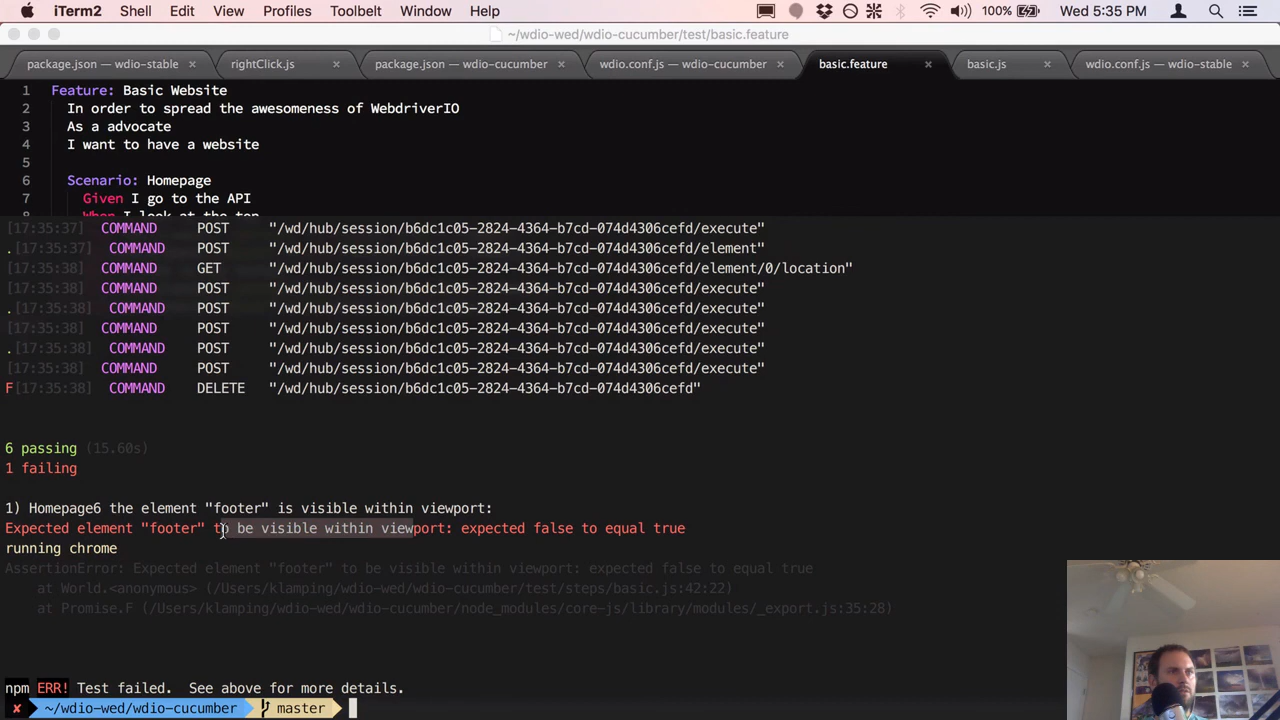 iTerm2 Shell Edit View Profiles Toolbelt Window Help 100% Wed 5:35 PM
~/wdio-wed/wdio-cucumber/test/basic.feature
package.json — wdio-stable × rightClick.js × package.json — wdio-cucumber × wdio.conf.js — wdio-cucumber × basic.feature × basic.js × wdio.conf.js — wdio-stable ×
1 Feature: Basic Website
2 In order to spread the awesomeness of WebdriverIO
3 As a advocate
4 I want to have a website
5
6 Scenario: Homepage
7 Given I go to the API
8 When I look at the top
[17:35:37] COMMAND POST "/wd/hub/session/b6dc1c05-2824-4364-b7cd-074d4306cefd/execute"
.[17:35:37] COMMAND POST "/wd/hub/session/b6dc1c05-2824-4364-b7cd-074d4306cefd/element"
[17:35:38] COMMAND GET "/wd/hub/session/b6dc1c05-2824-4364-b7cd-074d4306cefd/element/0/location"
[17:35:38] COMMAND POST "/wd/hub/session/b6dc1c05-2824-4364-b7cd-074d4306cefd/execute"
.[17:35:38] COMMAND POST "/wd/hub/session/b6dc1c05-2824-4364-b7cd-074d4306cefd/execute"
[17:35:38] COMMAND POST "/wd/hub/session/b6dc1c05-2824-4364-b7cd-074d4306cefd/execute"
.[17:35:38] COMMAND POST "/wd/hub/session/b6dc1c05-2824-4364-b7cd-074d4306cefd/execute"
[17:35:38] COMMAND POST "/wd/hub/session/b6dc1c05-2824-4364-b7cd-074d4306cefd/execute"
F[17:35:38] COMMAND DELETE "/wd/hub/session/b6dc1c05-2824-4364-b7cd-074d4306cefd"
6 passing (15.60s)
1 failing
1) Homepage6 the element "footer" is visible within viewport:
Expected element "footer" to be visible within viewport: expected false to equal true
running chrome
AssertionError: Expected element "footer" to be visible within viewport: expected false to equal true
at World.<anonymous> (/Users/klamping/wdio-wed/wdio-cucumber/test/steps/basic.js:42:22)
at Promise.F (/Users/klamping/wdio-wed/wdio-cucumber/node_modules/core-js/library/modules/_export.js:35:28)
npm ERR! Test failed. See above for more details.
✘ ~/wdio-wed/wdio-cucumber master